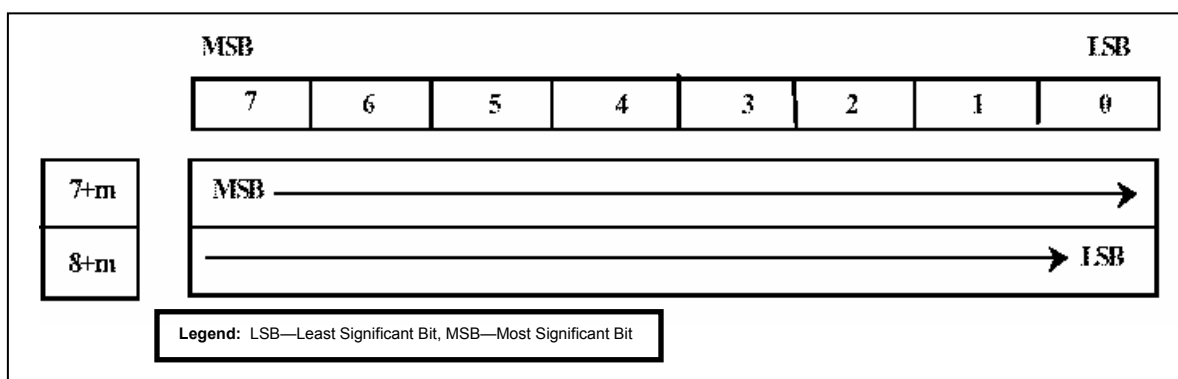 MSB LSB
7 6 5 4 3 2 1 0
7+m MSB
8+m LSB
Legend: LSB—Least Significant Bit, MSB—Most Significant Bit